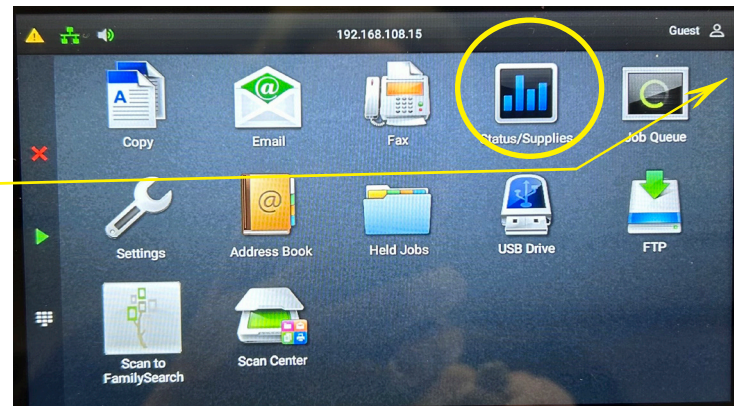 192.168.108.15
Guest
Copy
Email
Fax
Status/Supplies
Job Queue
Settings
Address Book
Held Jobs
USB Drive
FTP
Scan to
FamilySearch
Scan Center